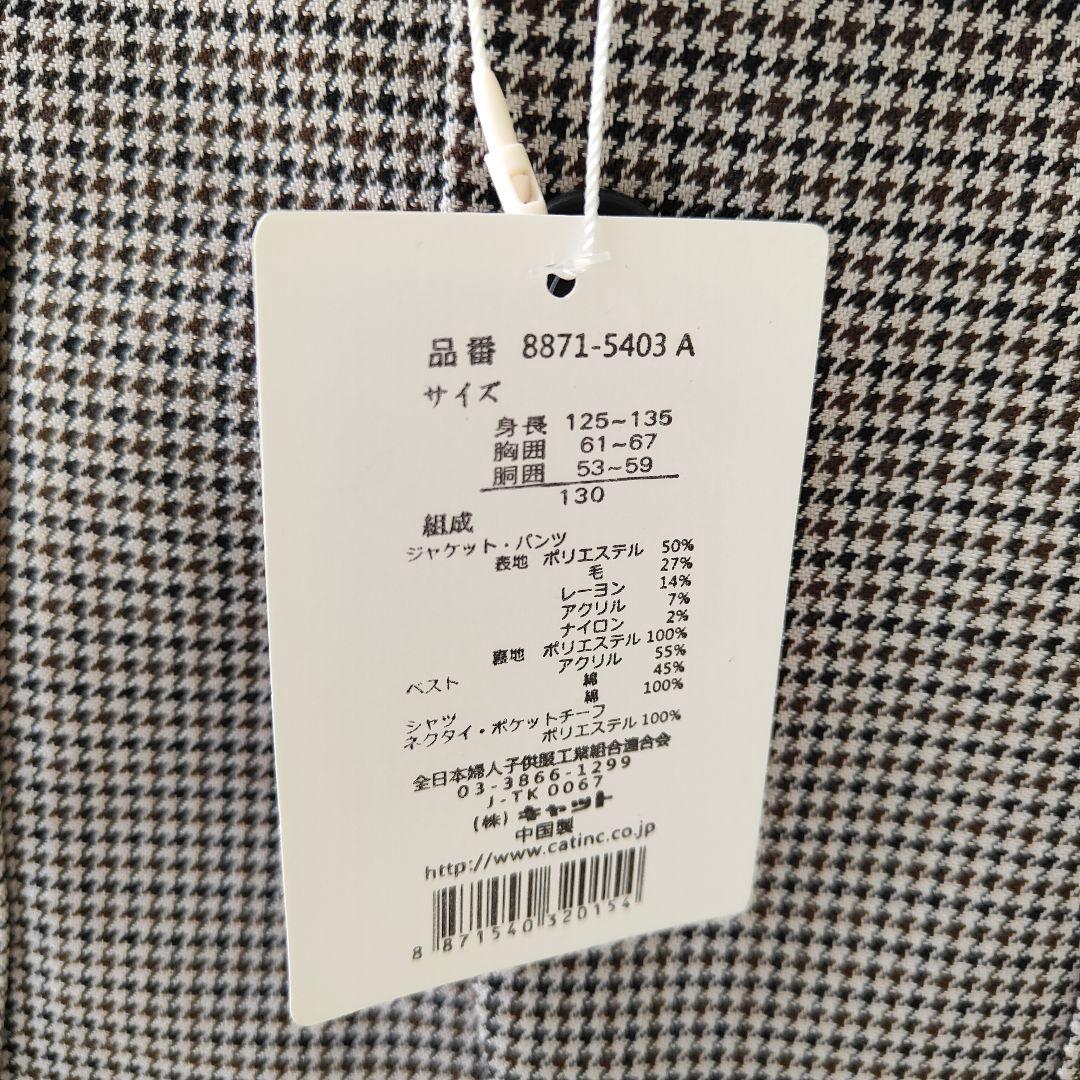 品番 8871-5403 A
サイズ
身長 125~135
胸囲 61~67
胴囲 53~59
130
組成
ジャケット・パンツ
表地 ポリエステル 50%
毛 27%
レーヨン 14%
アクリル 7%
ナイロン 2%
裏地 ポリエステル 100%
ベスト アクリル 55%
綿 45%
シャツ 綿 100%
ネクタイ・ポケットチーフ
ポリエステル 100%
全日本婦人子供服工業組合連合会
03-3866-1299
J-TK 0067
(株) キャット
中国製
http://www.catinc.co.jp
8 871540 320154